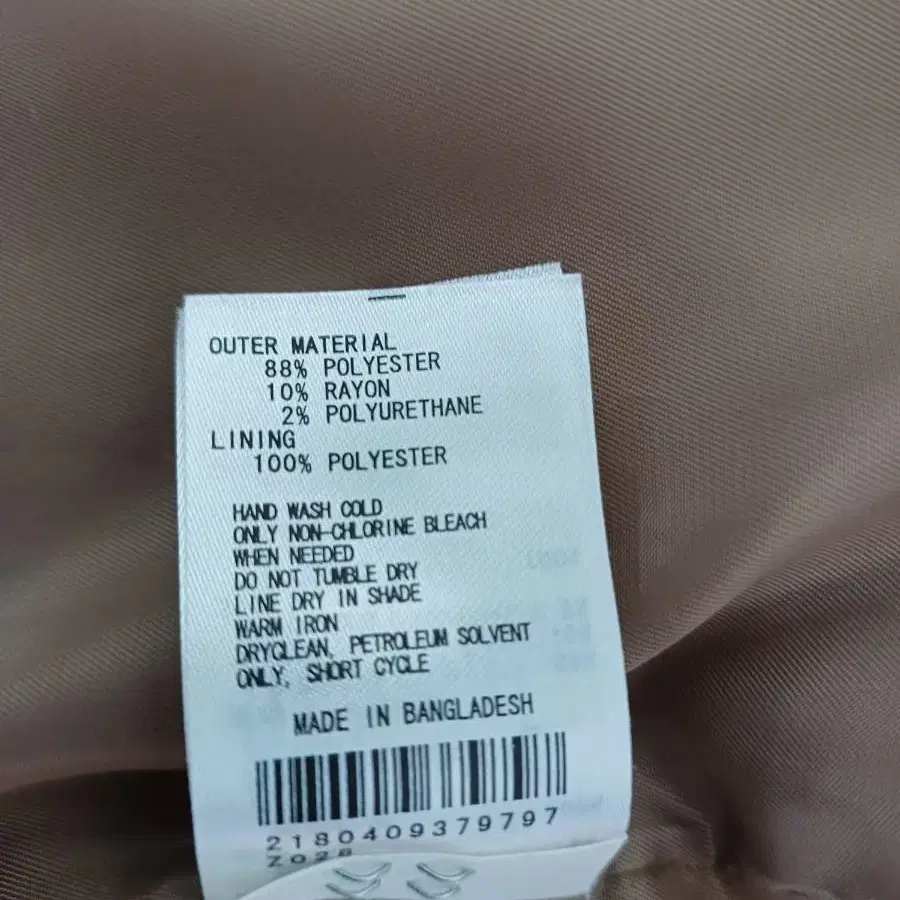 OUTER MATERIAL
88% POLYESTER
10% RAYON
2% POLYURETHANE
LINING
100% POLYESTER
HAND WASH COLD
ONLY NON-CHLORINE BLEACH
WHEN NEEDED
DO NOT TUMBLE DRY
LINE DRY IN SHADE
WARM IRON
DRYCLEAN, PETROLEUM SOLVENT
ONLY, SHORT CYCLE
MADE IN BANGLADESH
2180409379797